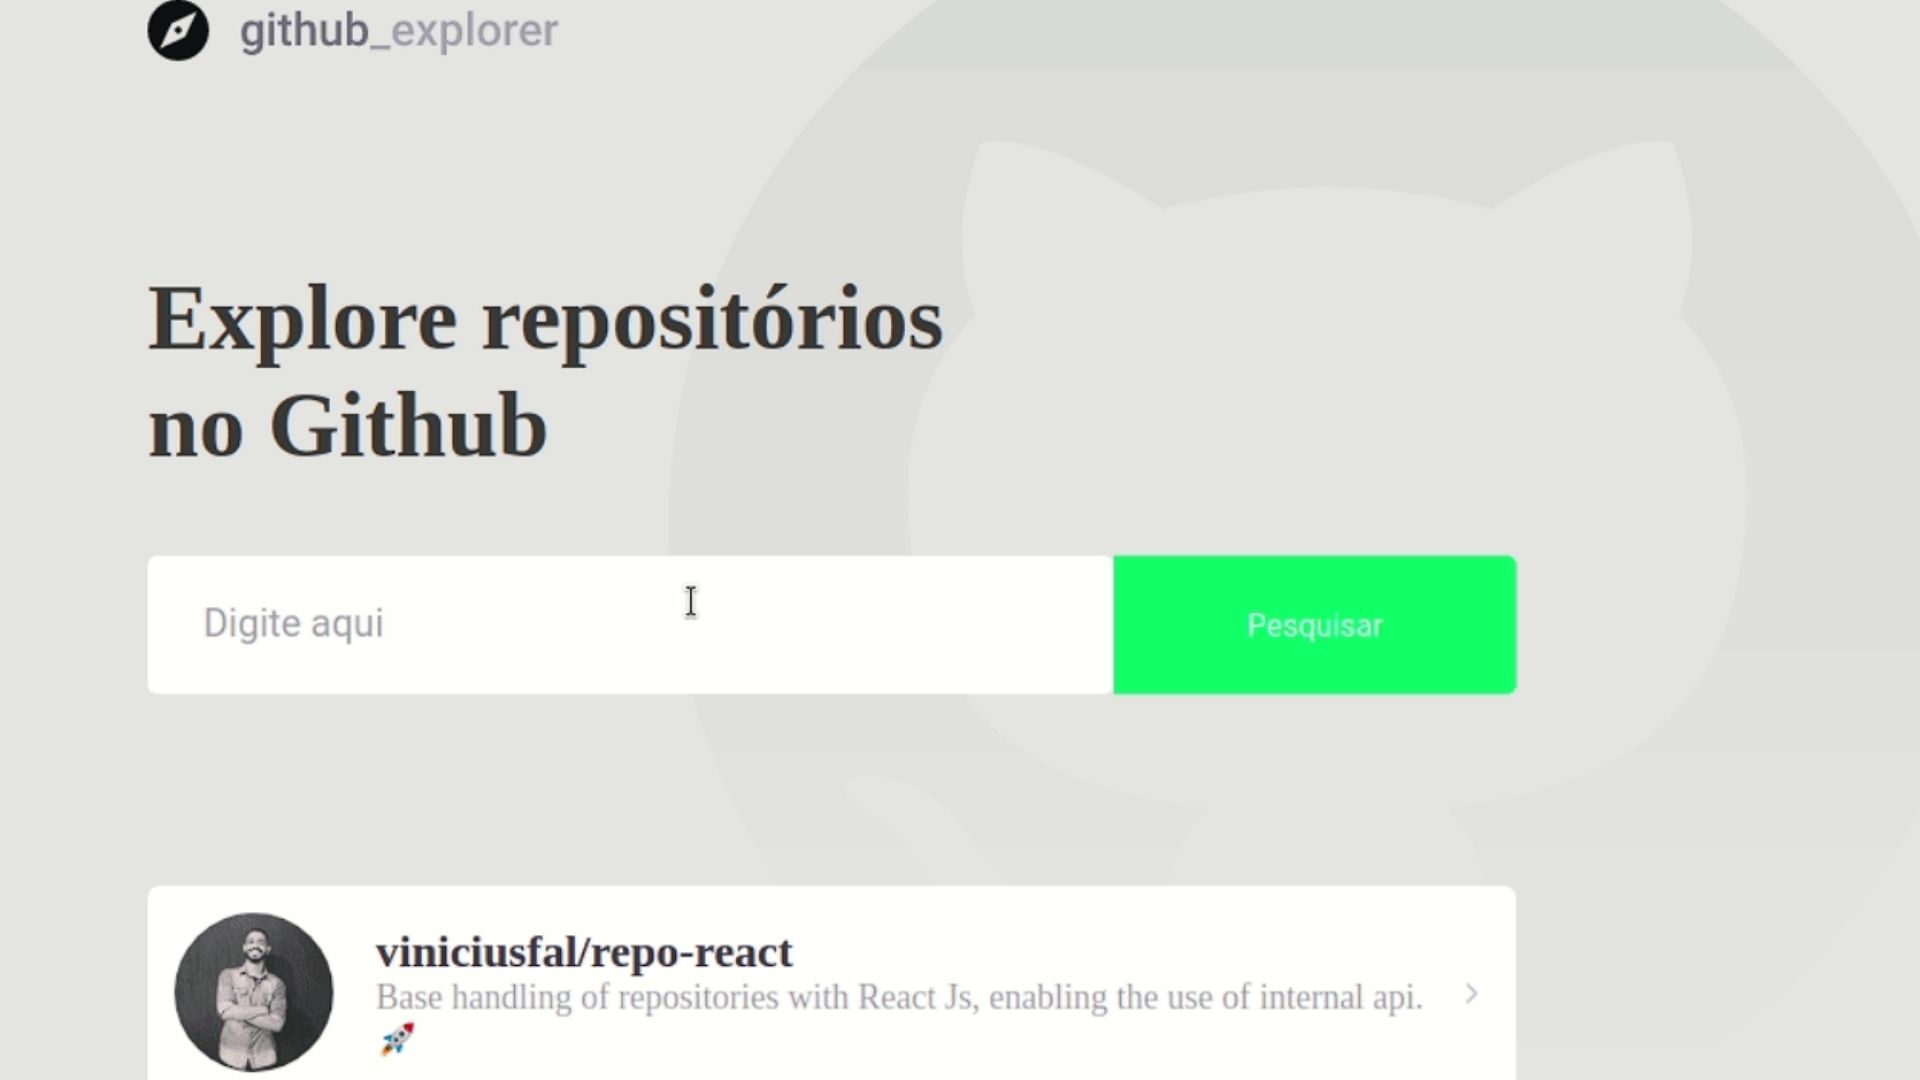 github_explorer
Explore repositórios
no Github
Digite aqui
Pesquisar
viniciusfal/repo-react
Base handling of repositories with React Js, enabling the use of internal api.
🚀